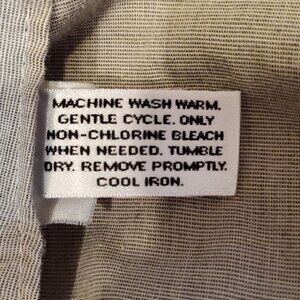 MACHINE WASH WARM.
GENTLE CYCLE. ONLY
NON-CHLORINE BLEACH
WHEN NEEDED. TUMBLE
DRY. REMOVE PROMPTLY.
COOL IRON.